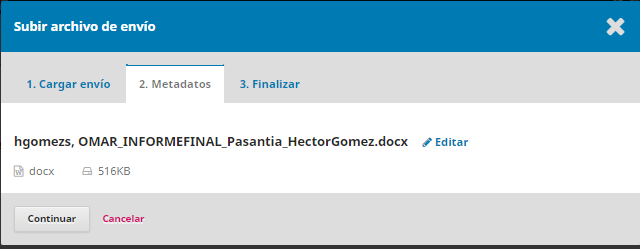 Subir archivo de envío
1. Cargar envío
2. Metadatos
3. Finalizar
hgomezs, OMAR_INFORMEFINAL_Pasantia_HectorGomez.docx Editar
docx 516KB
Continuar Cancelar